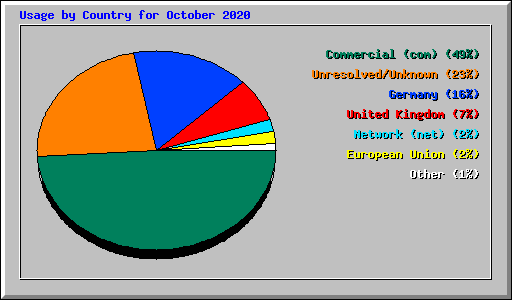 Usage by Country for October 2020
Commercial (com) (49%)
Unresolved/Unknown (23%)
Germany (16%)
United Kingdom (7%)
Network (net) (2%)
European Union (2%)
Other (1%)